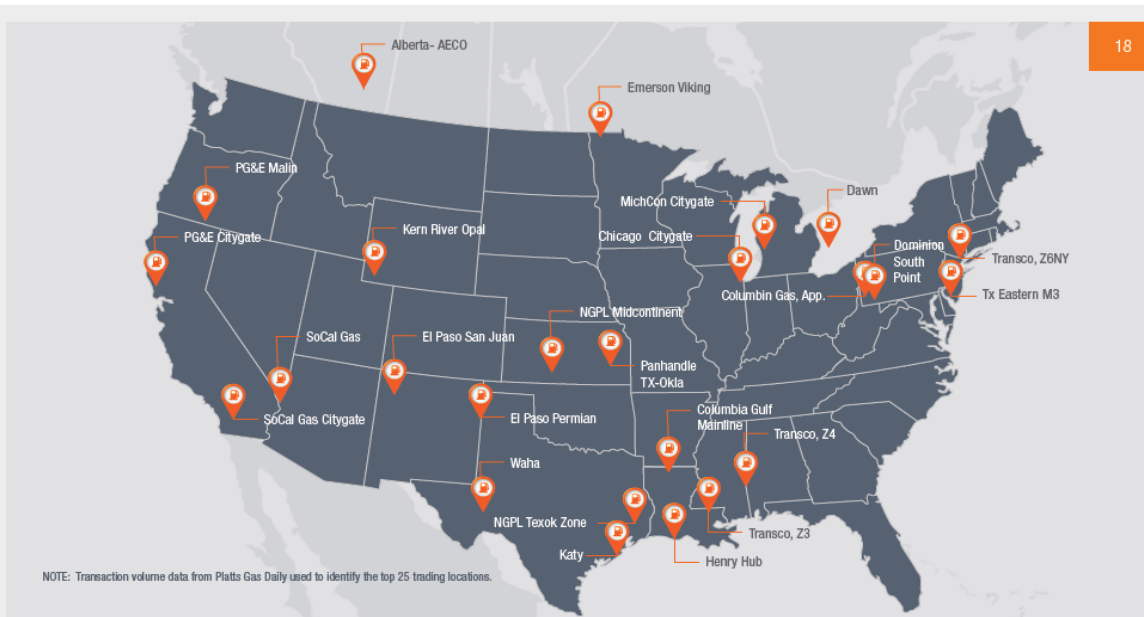 18
Alberta- AECO
Emerson Viking
PG&E Malin
Dawn
MichCon Citygate
Kern River Opal
PG&E Citygate
Chicago Citygate
Dominion
South
Point
Transco, Z6NY
Columbin Gas, App.
Tx Eastern M3
NGPL Midcontinent
SoCal Gas
El Paso San Juan
Panhandle
TX-Okla
Columbia Gulf
Mainline
SoCal Gas Citygate
El Paso Permian
Transco, Z4
Waha
NGPL Texok Zone
Transco, Z3
Katy
Henry Hub
NOTE: Transaction volume data from Platts Gas Daily used to identify the top 25 trading locations.